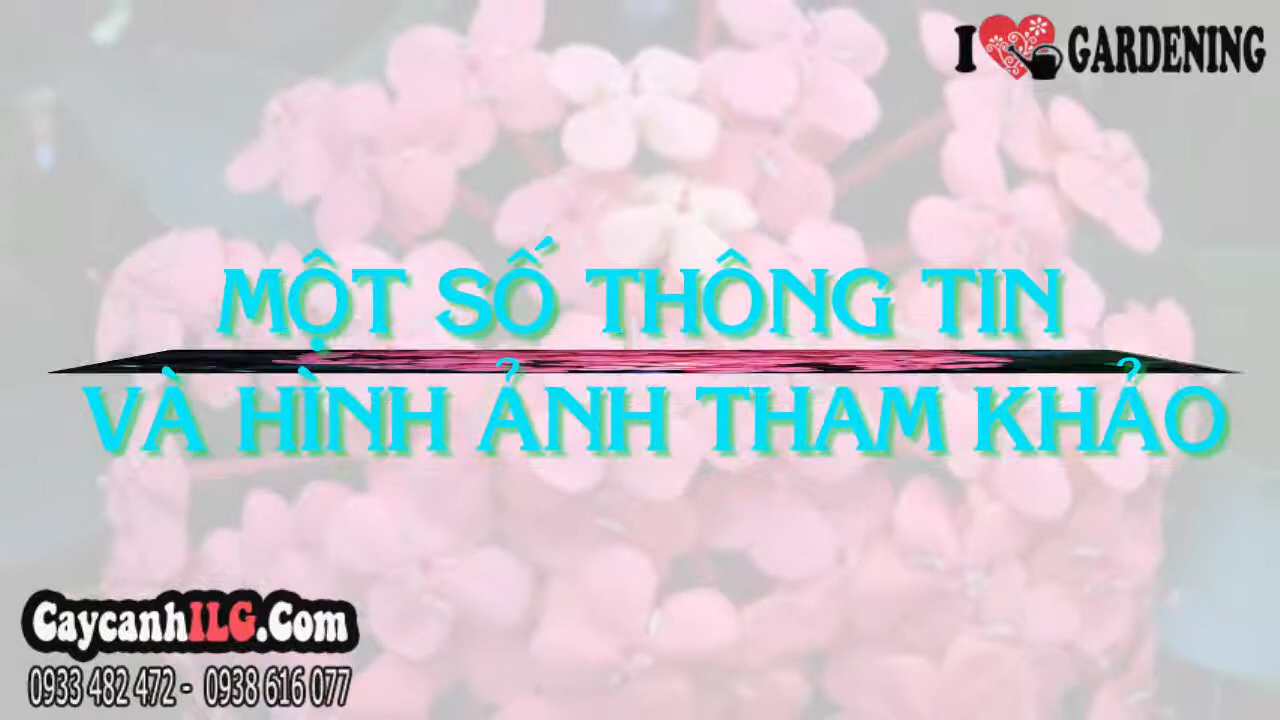 I GARDENING
MỘT SỐ THÔNG TIN
VÀ HÌNH ẢNH THAM KHẢO
CaycanhILG.Com
0933 482 472 - 0938 616 077